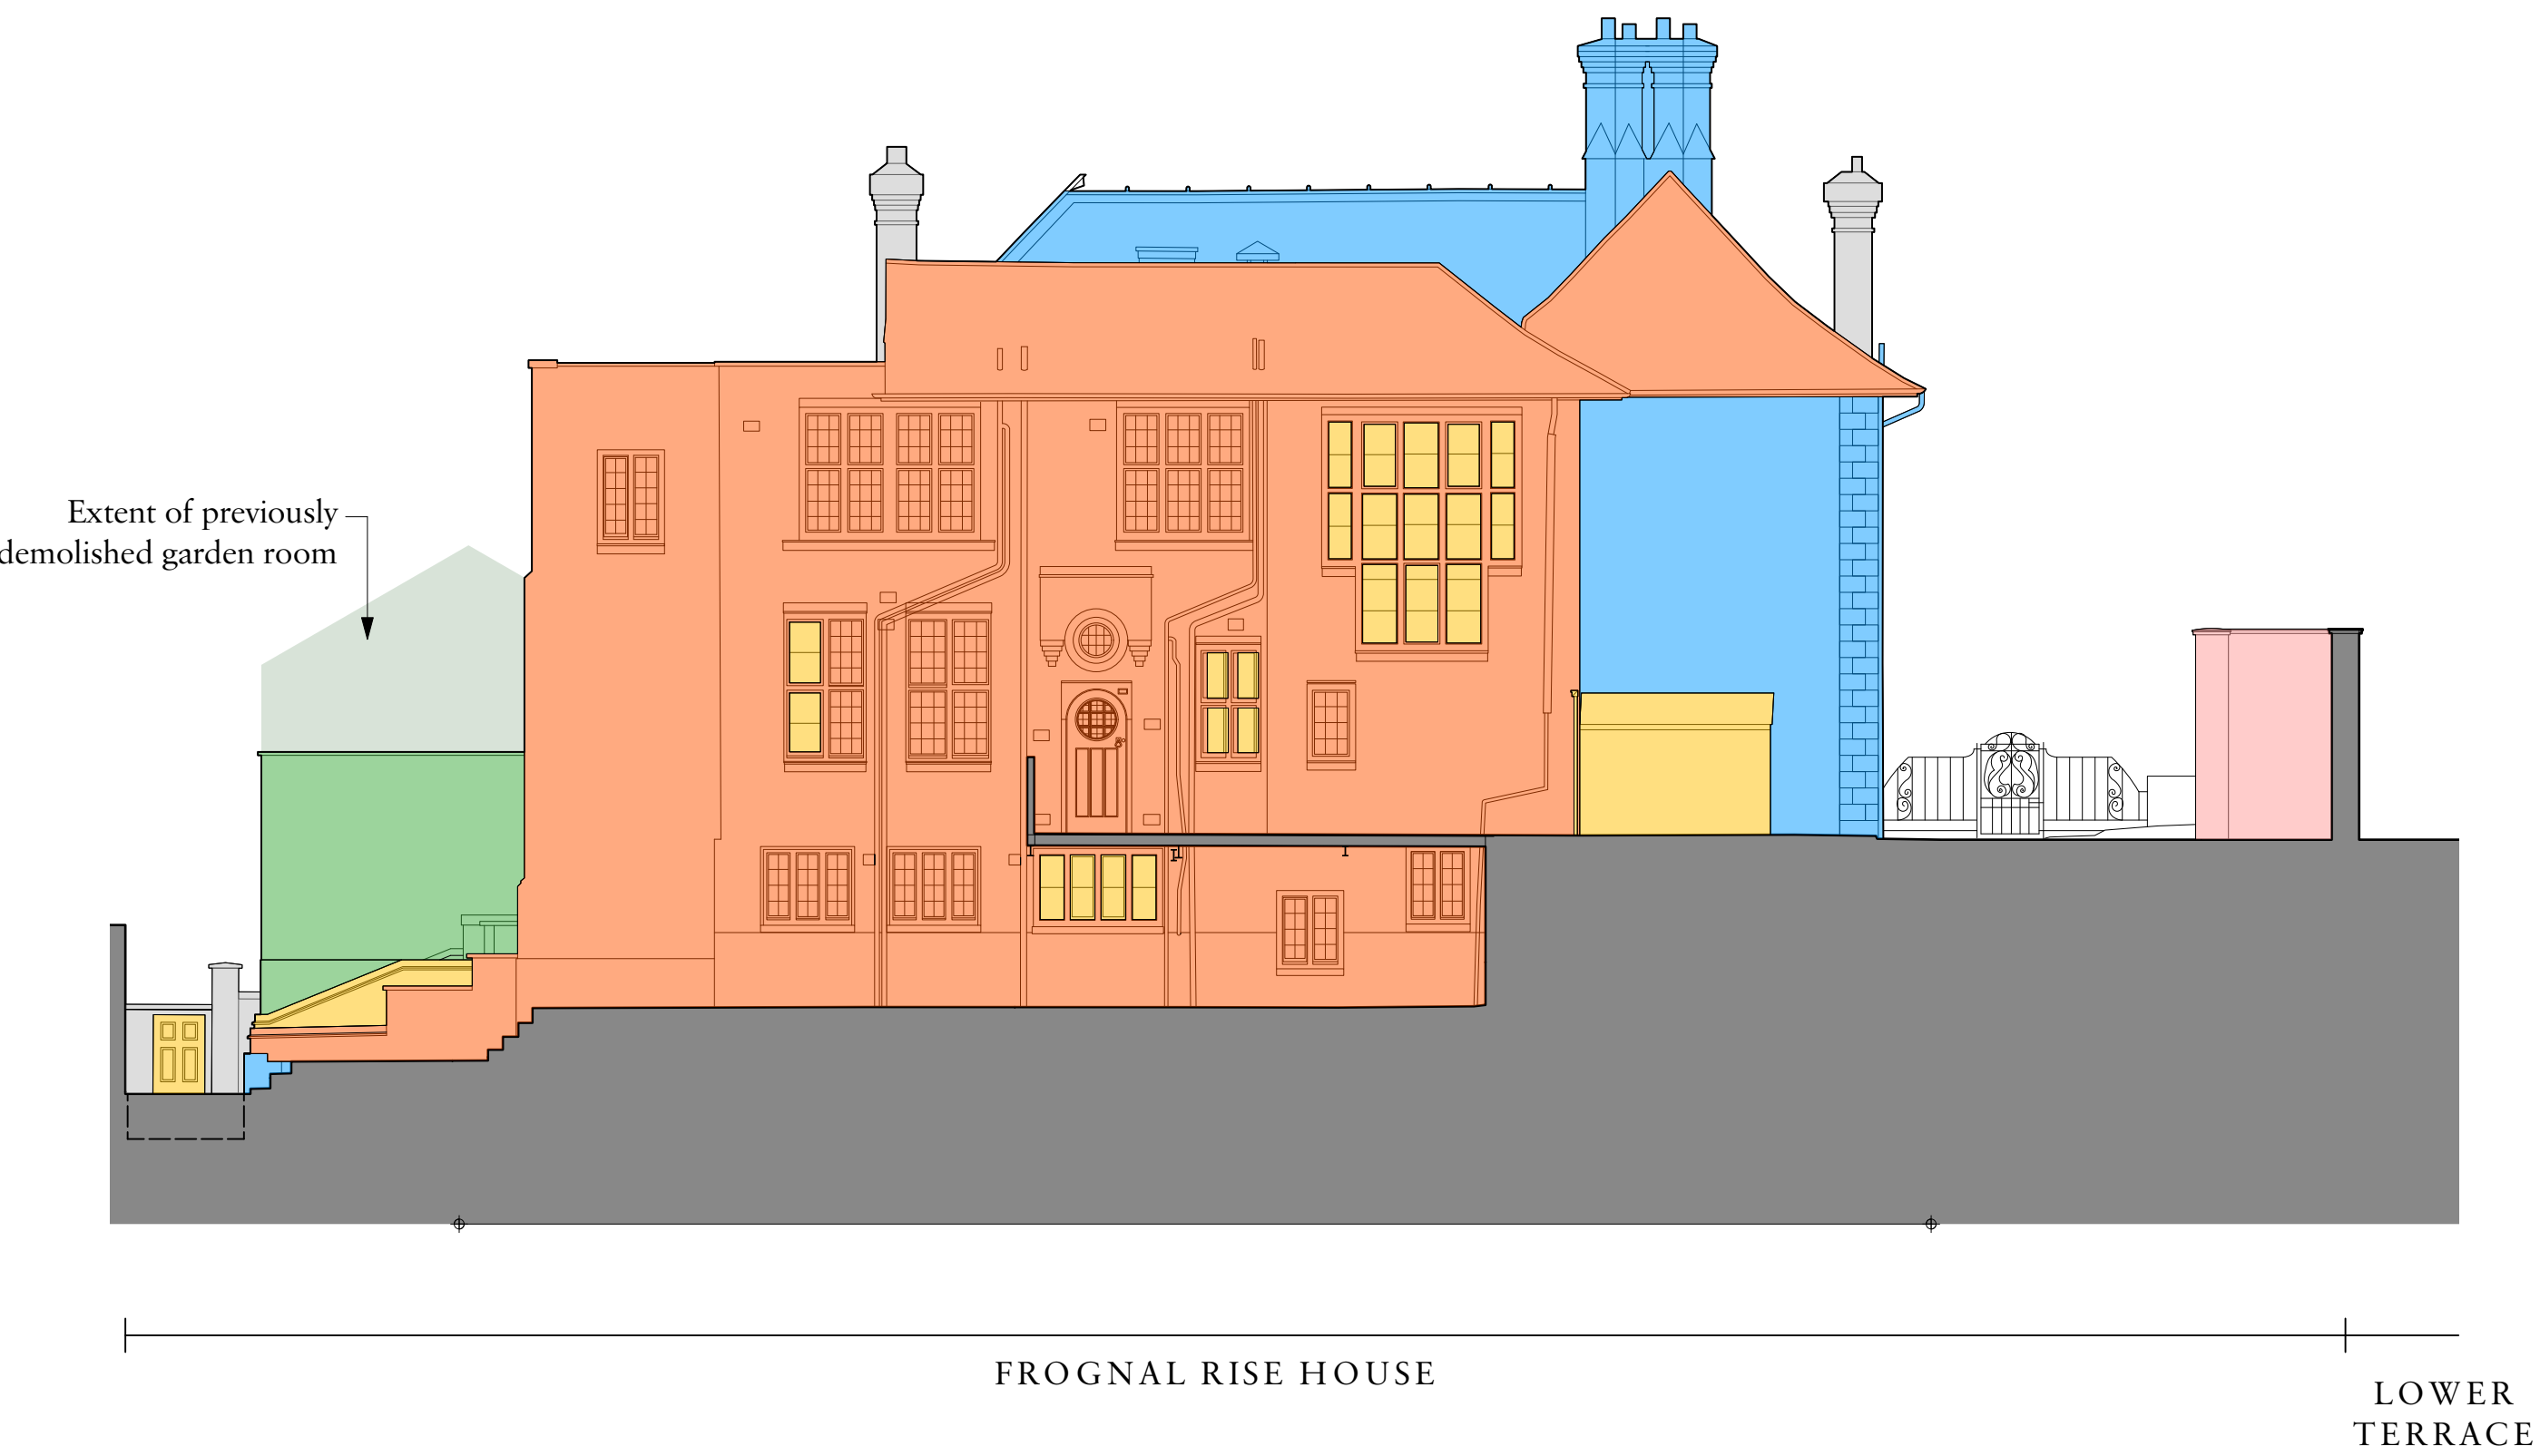 Extent of previously
demolished garden room
FROGNAL RISE HOUSE
LOWER
TERRACE